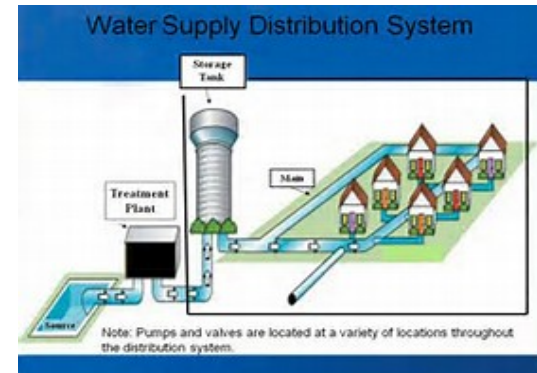 Water Supply Distribution System
Storage
Tank
Main
Treatment
Plant
Source
Note: Pumps and valves are located at a variety of locations throughout
the distribution system.